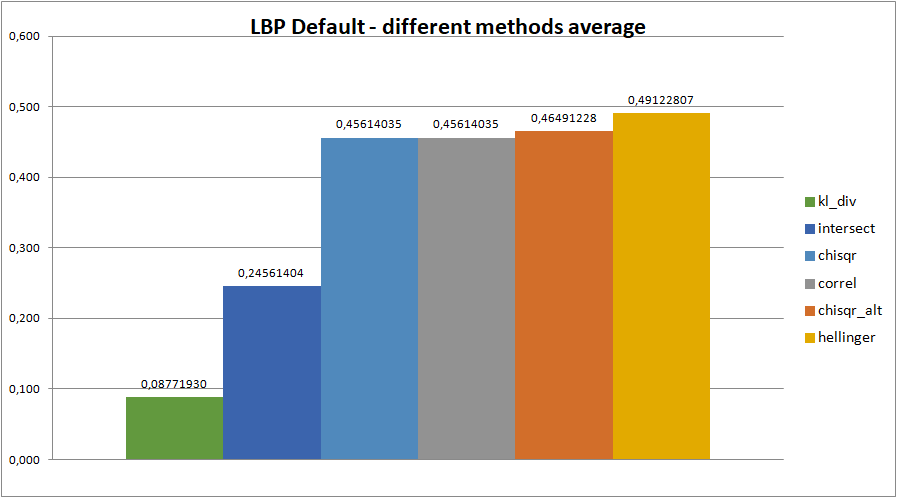 LBP Default - different methods average
0,600
0,500
0,400
0,300
0,200
0,100
0,000
0,08771930
0,24561404
0,45614035
0,45614035
0,46491228
0,49122807
kl_div
intersect
chisqr
correl
chisqr_alt
hellinger